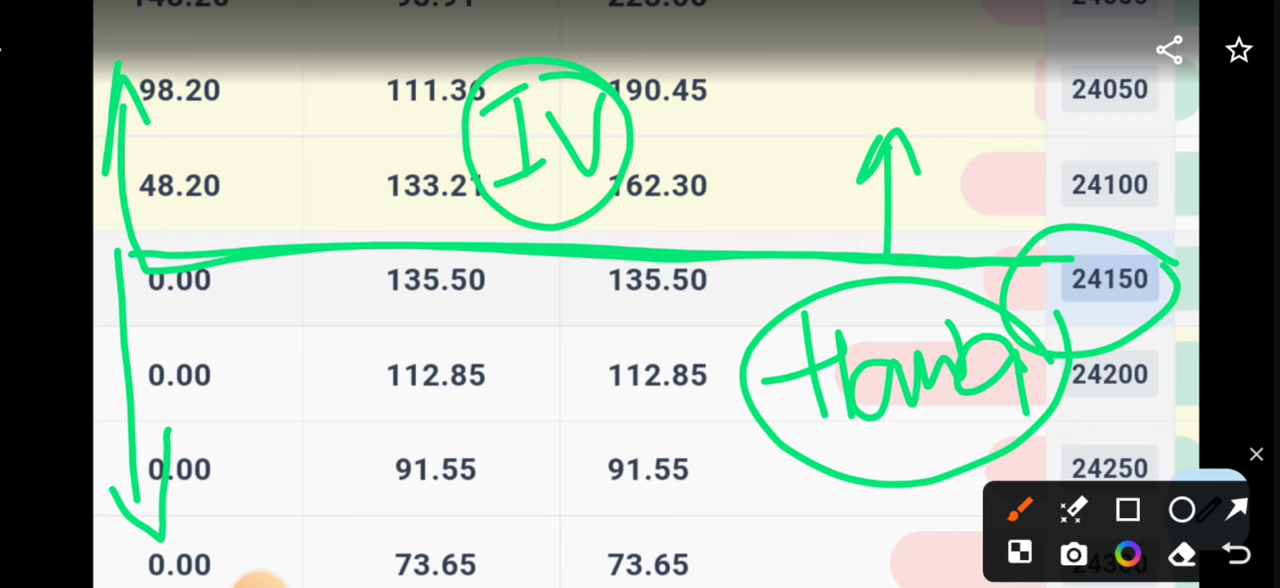 98.20 111.36 190.45 24050
IV
48.20 133.21 162.30 24100
0.00 135.50 135.50 24150
0.00 112.85 112.85 24200
0.00 91.55 91.55 24250
0.00 73.65 73.65